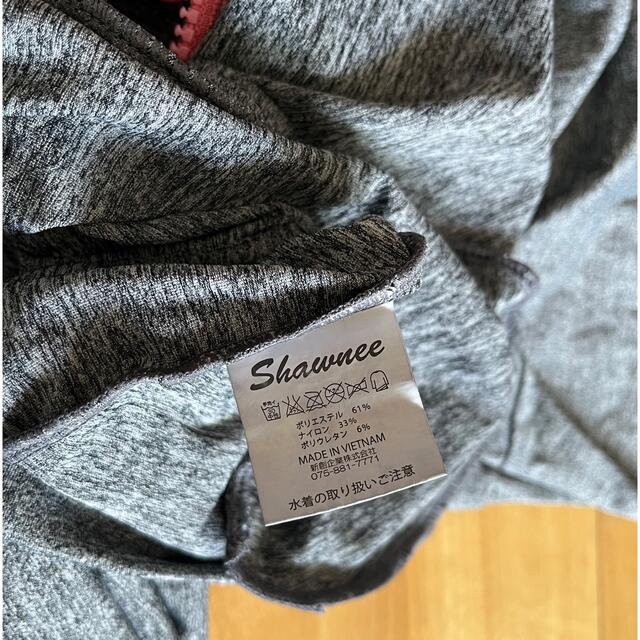 Shawnee
ポリエステル 61%
ナイロン 33%
ポリウレタン 6%
MADE IN VIETNAM
新創企業株式会社
075-881-7771
水着の取り扱いご注意